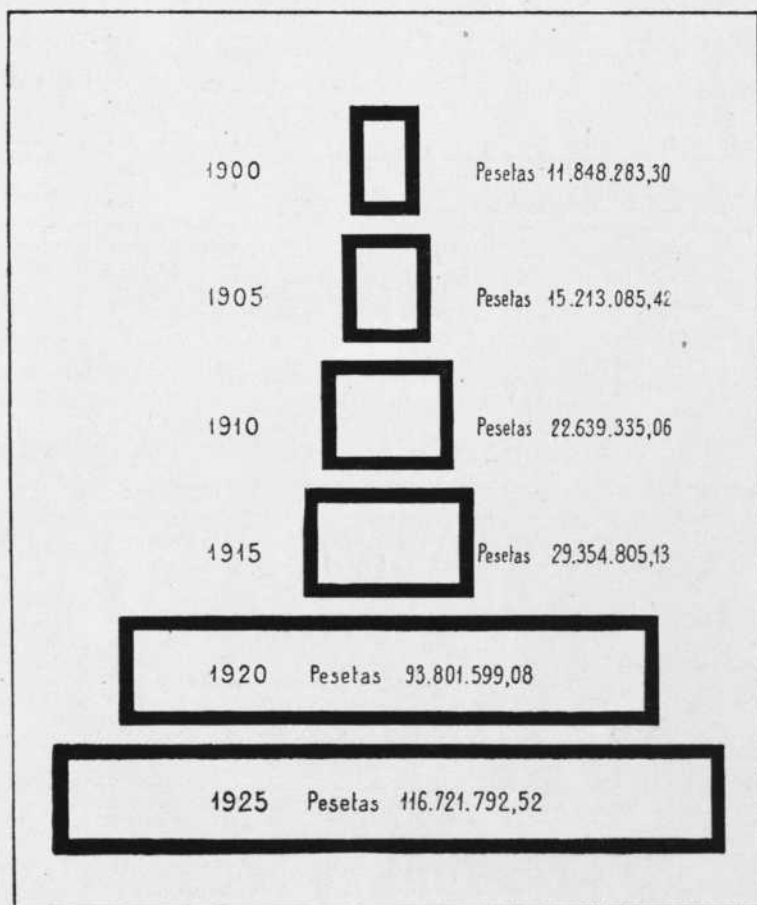 1900 Pesetas 11.848.283,30
1905 Pesetas 15.213.085,42
1910 Pesetas 22.639.335,06
1915 Pesetas 29.354.805,13
1920 Pesetas 93.801.599,08
1925 Pesetas 116.721.792,52